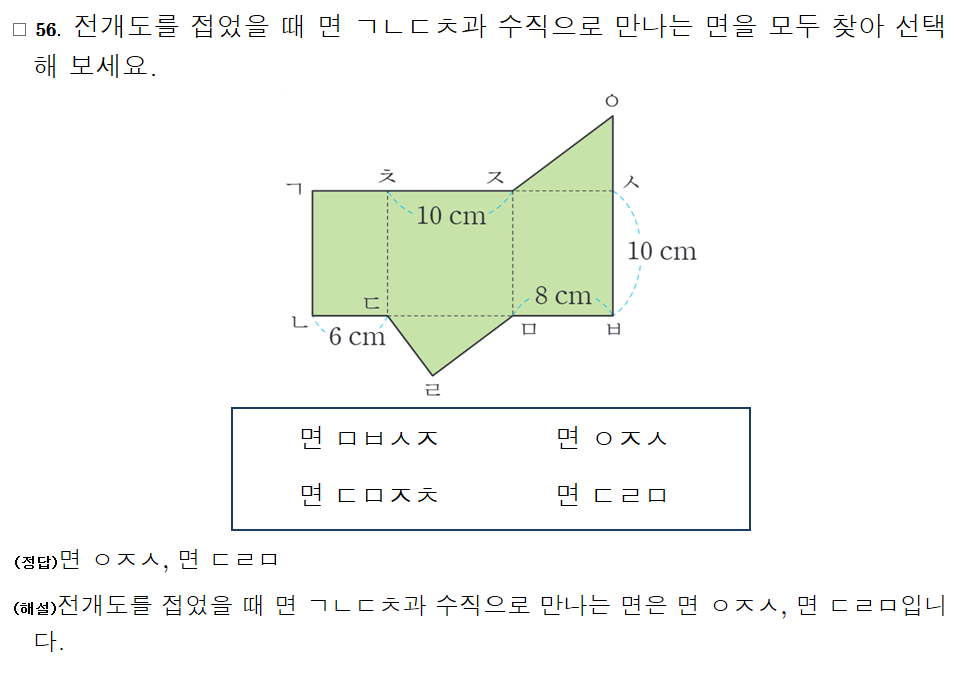 □ 56. 전개도를 접었을 때 면 ㄱㄴㄷㅊ과 수직으로 만나는 면을 모두 찾아 선택
해 보세요.
ㅇ
ㄱ ㅊ ㅈ ㅅ
10 cm
10 cm
ㄷ 8 cm
ㄴ 6 cm ㅁ ㅂ
ㄹ
면 ㅁㅂㅅㅈ 면 ㅇㅈㅅ
면 ㄷㅁㅈㅊ 면 ㄷㄹㅁ
(정답)면 ㅇㅈㅅ, 면 ㄷㄹㅁ
(해설)전개도를 접었을 때 면 ㄱㄴㄷㅊ과 수직으로 만나는 면은 면 ㅇㅈㅅ, 면 ㄷㄹㅁ입니
다.